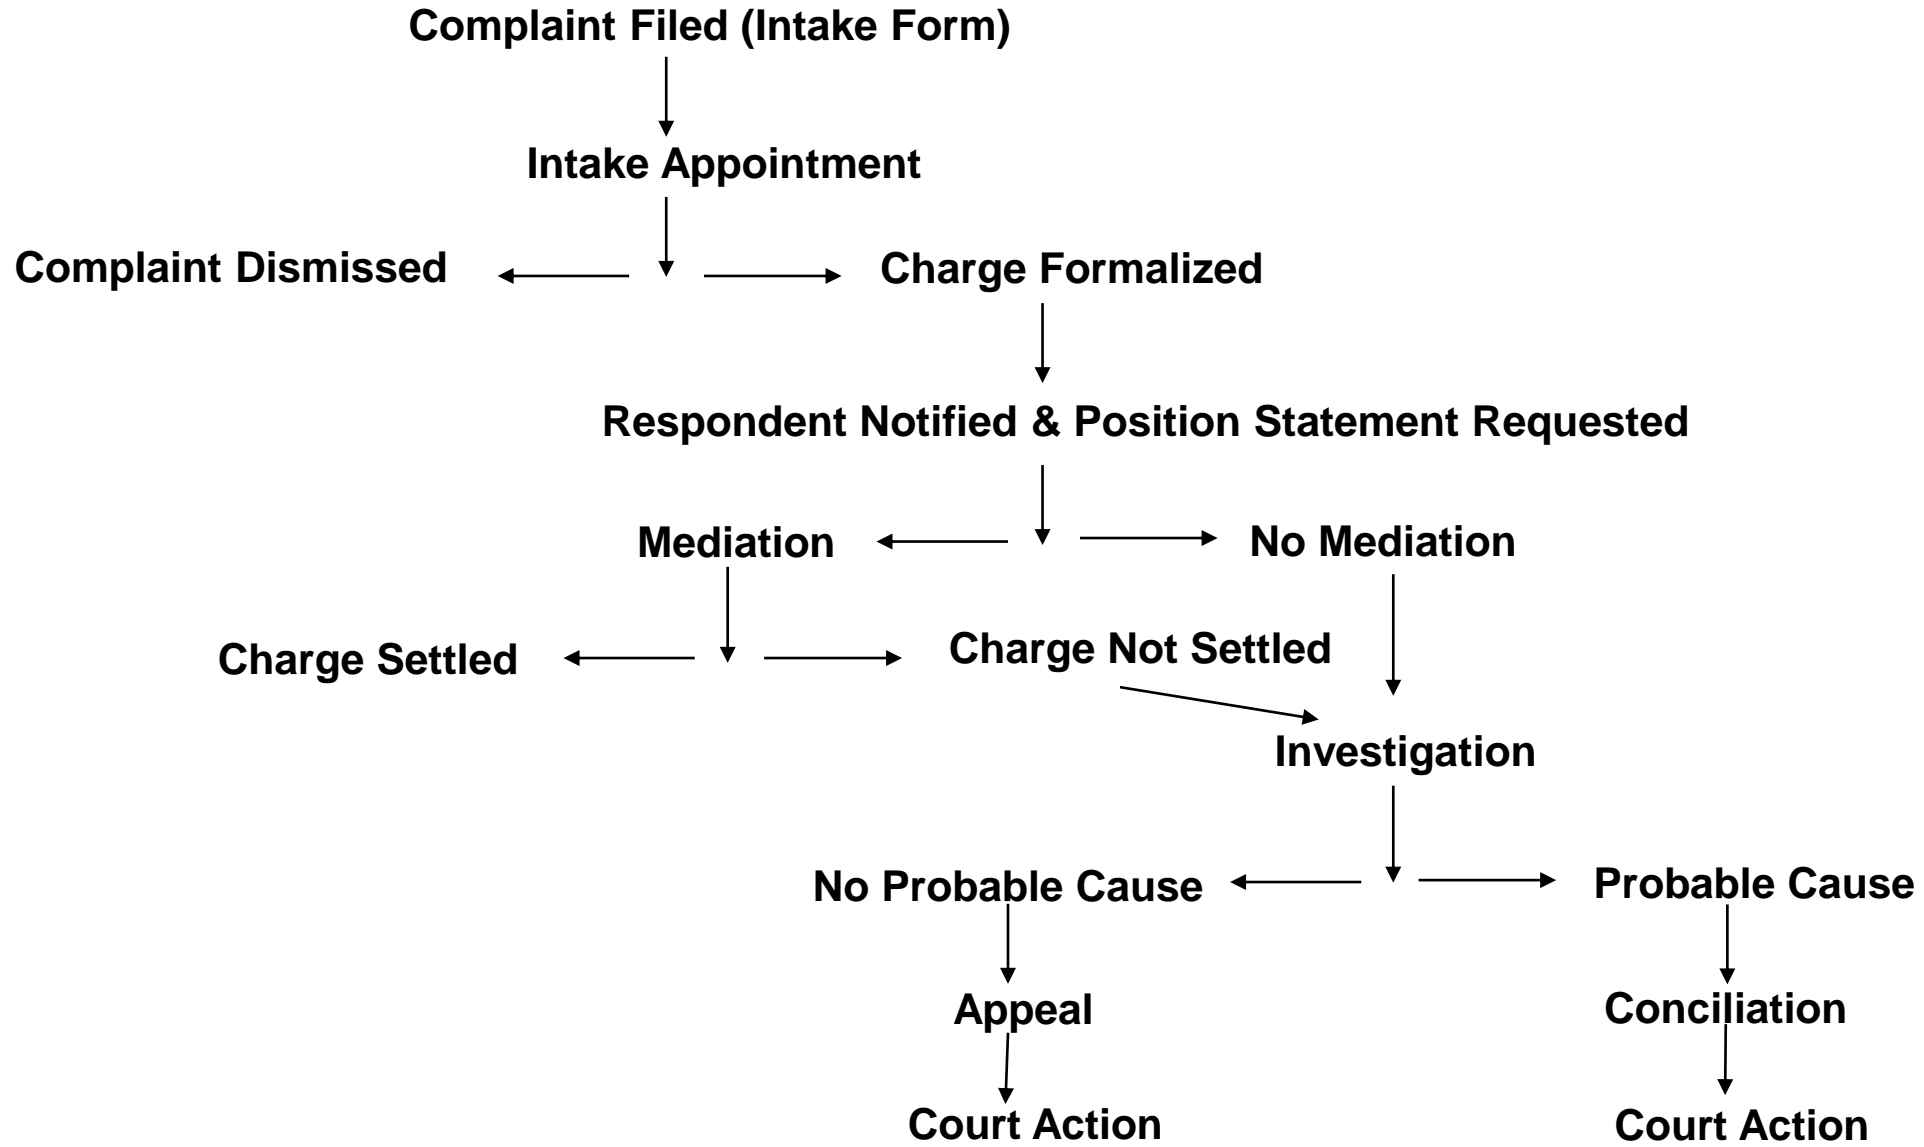 Complaint Filed (Intake Form)
Intake Appointment
Complaint Dismissed
Charge Formalized
Respondent Notified & Position Statement Requested
Mediation
No Mediation
Charge Settled
Charge Not Settled
Investigation
No Probable Cause
Probable Cause
Appeal
Conciliation
Court Action
Court Action